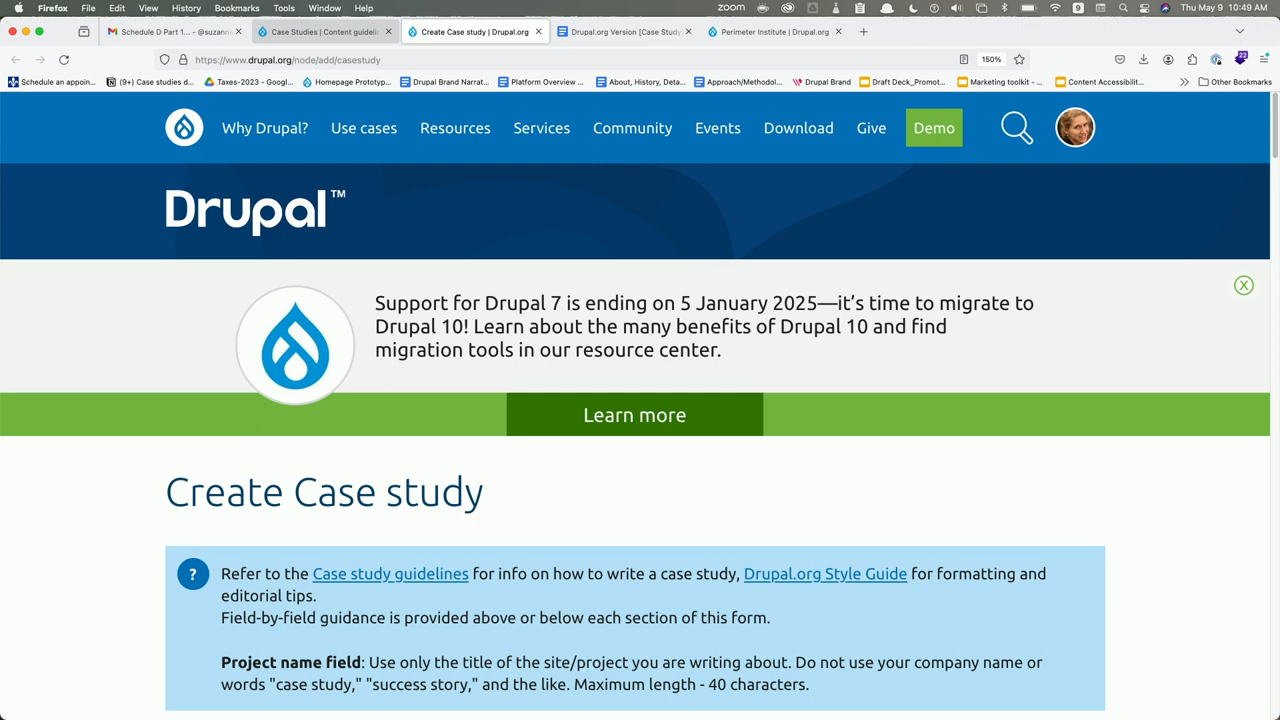 Firefox File Edit View History Bookmarks Tools Window Help zoom 9 Thu May 9 10:49 AM
Schedule D Part 1... - @suzann Case Studies | Content guideli Create Case study | Drupal.org Drupal.org Version [Case Study Perimeter Institute | Drupal.org
https://www.drupal.org/node/add/casestudy 150% 22
Schedule an appoin... (9+) Case studies d... Taxes-2023 - Googl... Homepage Prototyp... Drupal Brand Narrat... Platform Overview ... About, History, Deta... Approach/Methodol... Drupal Brand Draft Deck_Promot... Marketing toolkit - ... Content Accessibilit... Other Bookmarks
Why Drupal? Use cases Resources Services Community Events Download Give Demo
Drupal™
Support for Drupal 7 is ending on 5 January 2025—it’s time to migrate to
Drupal 10! Learn about the many benefits of Drupal 10 and find
migration tools in our resource center.
Learn more
Create Case study
? Refer to the Case study guidelines for info on how to write a case study, Drupal.org Style Guide for formatting and
editorial tips.
Field-by-field guidance is provided above or below each section of this form.
Project name field: Use only the title of the site/project you are writing about. Do not use your company name or
words "case study," "success story," and the like. Maximum length - 40 characters.